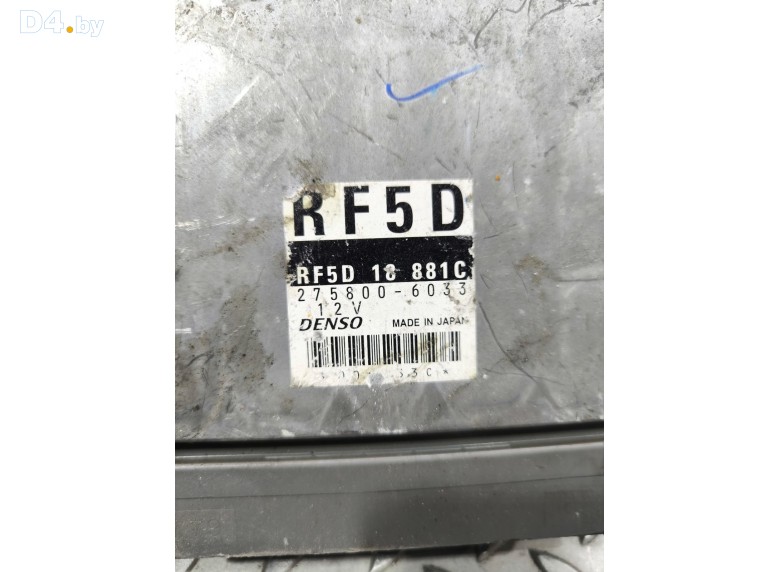 D4.by
RF5D
RF5D 18 881C
275800-6033
12V
DENSO MADE IN JAPAN